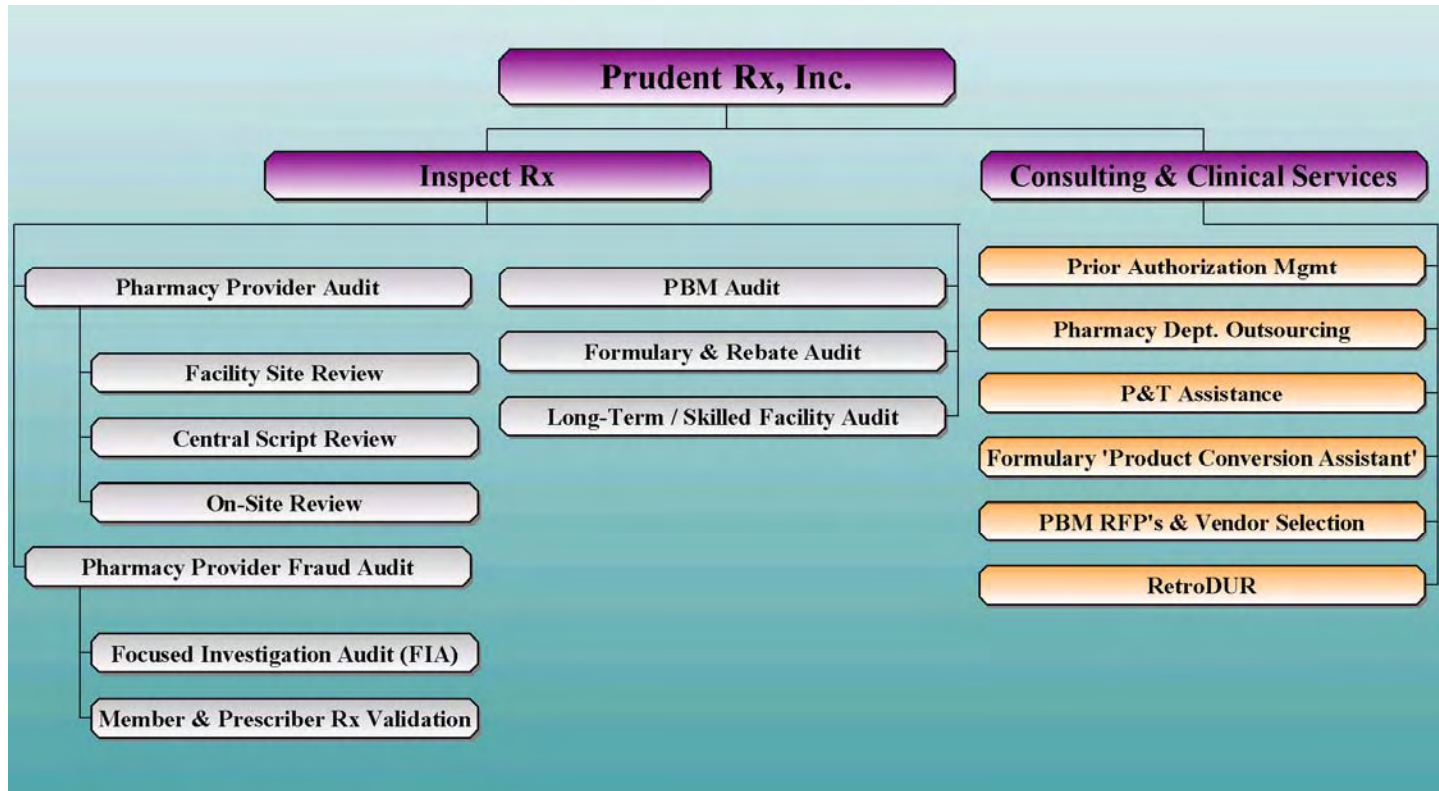 Prudent Rx, Inc.
Inspect Rx
Consulting & Clinical Services
Pharmacy Provider Audit
Facility Site Review
Central Script Review
On-Site Review
Pharmacy Provider Fraud Audit
Focused Investigation Audit (FIA)
Member & Prescriber Rx Validation
PBM Audit
Formulary & Rebate Audit
Long-Term / Skilled Facility Audit
Prior Authorization Mgmt
Pharmacy Dept. Outsourcing
P&T Assistance
Formulary 'Product Conversion Assistant'
PBM RFP's & Vendor Selection
RetroDUR